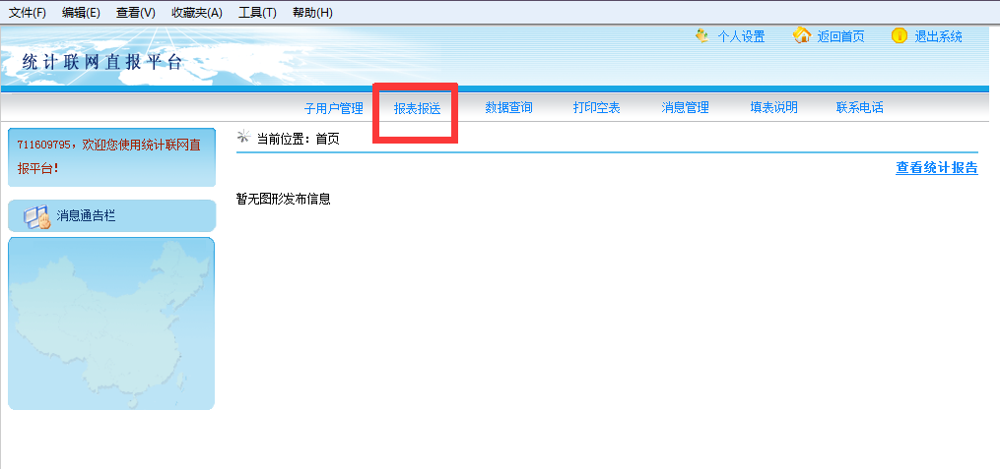 文件(F) 编辑(E) 查看(V) 收藏夹(A) 工具(T) 帮助(H)
个人设置 返回首页 退出系统
统计联网直报平台
子用户管理 报表报送 数据查询 打印空表 消息管理 填表说明 联系电话
当前位置：首页
711609795，欢迎您使用统计联网直
报平台！
查看统计报告
暂无图形发布信息
消息通告栏